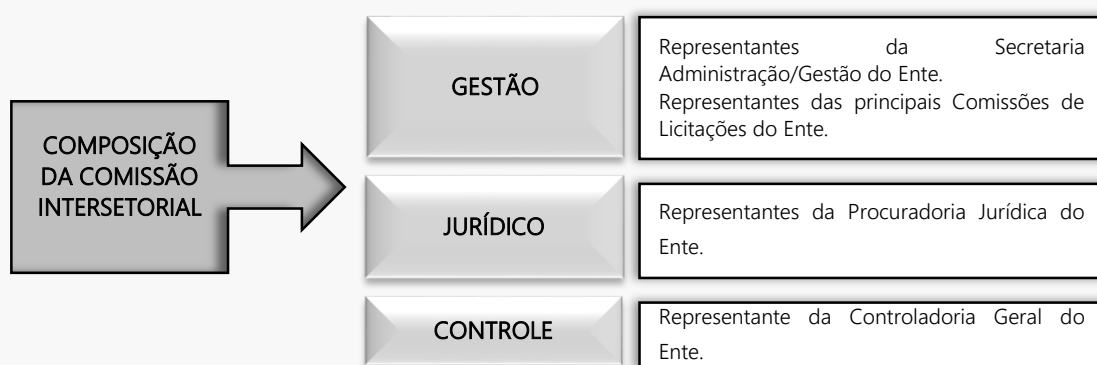 COMPOSIÇÃO
DA COMISSÃO
INTERSETORIAL
GESTÃO
Representantes da Secretaria
Administração/Gestão do Ente.
Representantes das principais Comissões de
Licitações do Ente.
JURÍDICO
Representantes da Procuradoria Jurídica do
Ente.
CONTROLE
Representante da Controladoria Geral do
Ente.